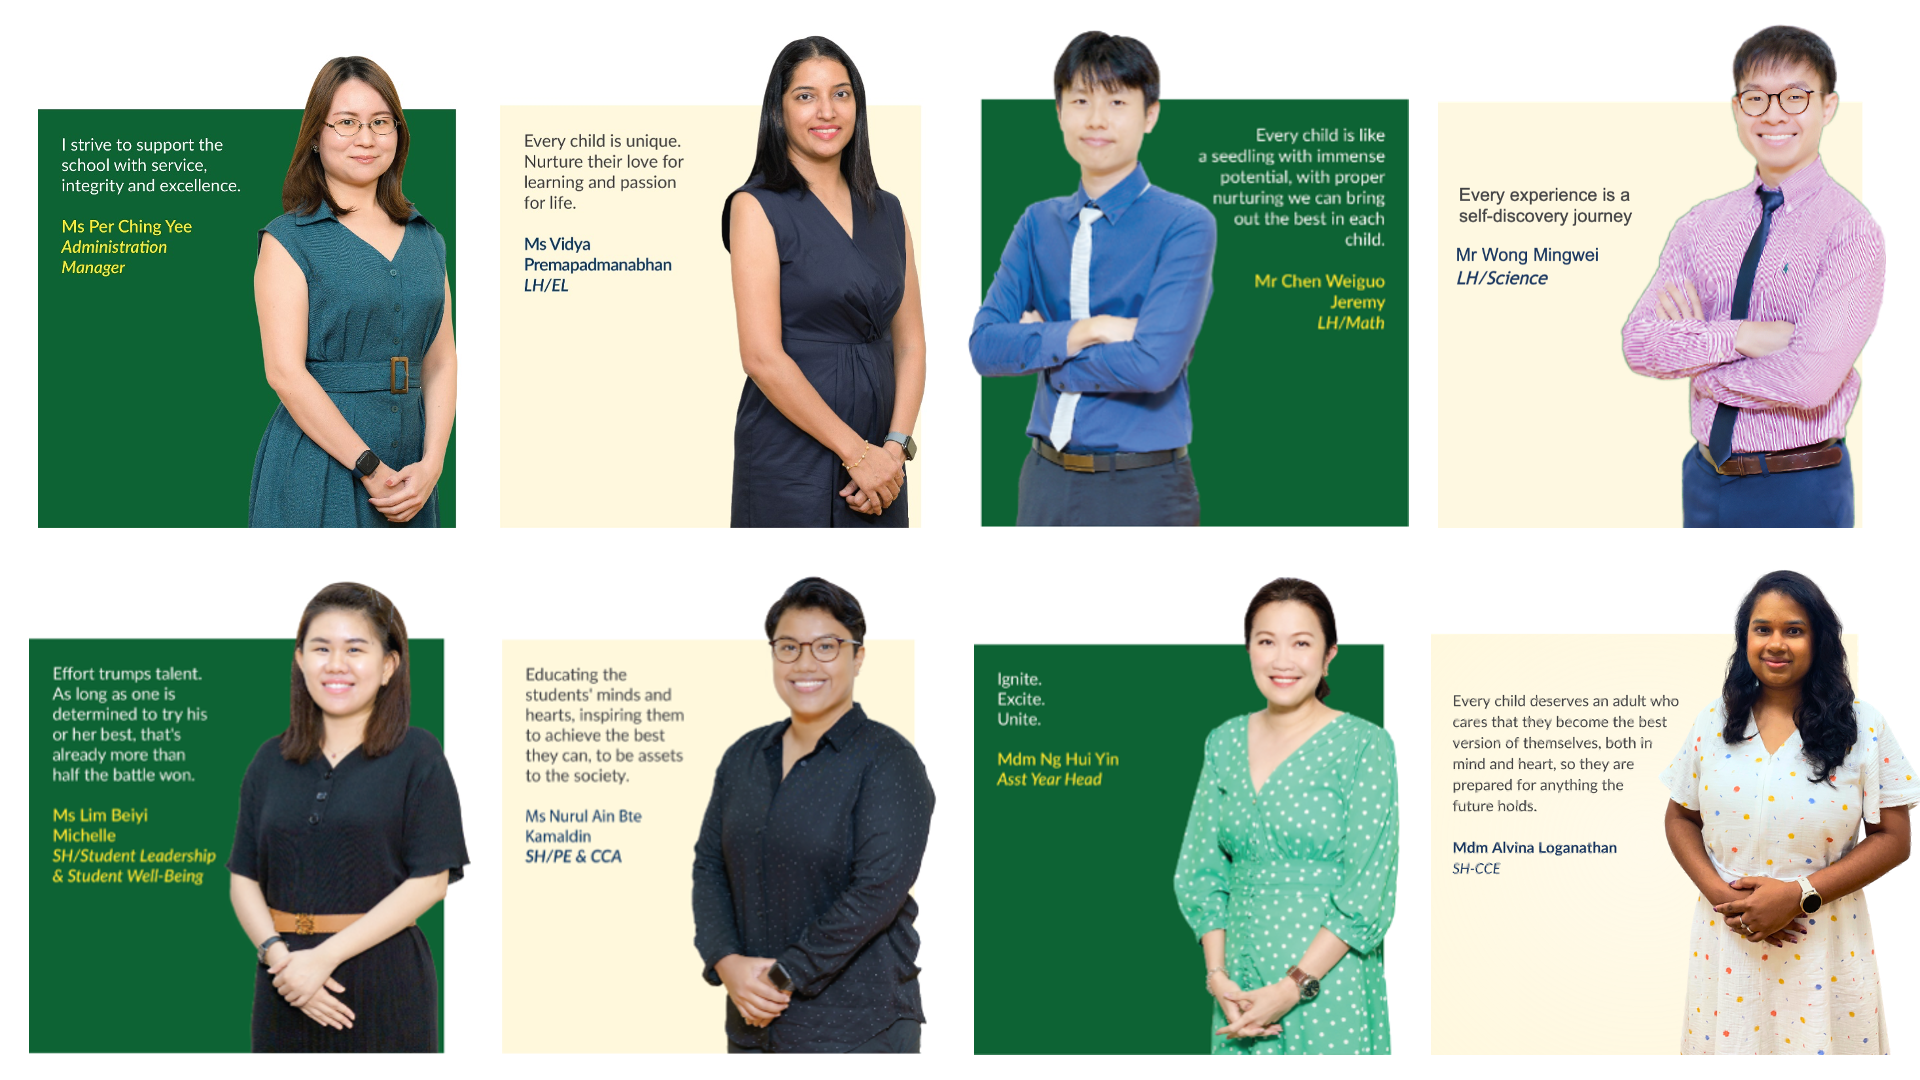 I strive to support the
school with service,
integrity and excellence.
Ms Per Ching Yee
Administration
Manager
Every child is unique.
Nurture their love for
learning and passion
for life.
Ms Vidya
Premapadmanabhan
LH/EL
Every child is like
a seedling with immense
potential, with proper
nurturing we can bring
out the best in each
child.
Mr Chen Weiguo
Jeremy
LH/Math
Every experience is a
self-discovery journey
Mr Wong Mingwei
LH/Science
Effort trumps talent.
As long as one is
determined to try his
or her best, that's
already more than
half the battle won.
Ms Lim Beiyi
Michelle
SH/Student Leadership
& Student Well-Being
Educating the
students' minds and
hearts, inspiring them
to achieve the best
they can, to be assets
to the society.
Ms Nurul Ain Bte
Kamaldin
SH/PE & CCA
Ignite.
Excite.
Unite.
Mdm Ng Hui Yin
Asst Year Head
Every child deserves an adult who
cares that they become the best
version of themselves, both in
mind and heart, so they are
prepared for anything the
future holds.
Mdm Alvina Loganathan
SH-CCE